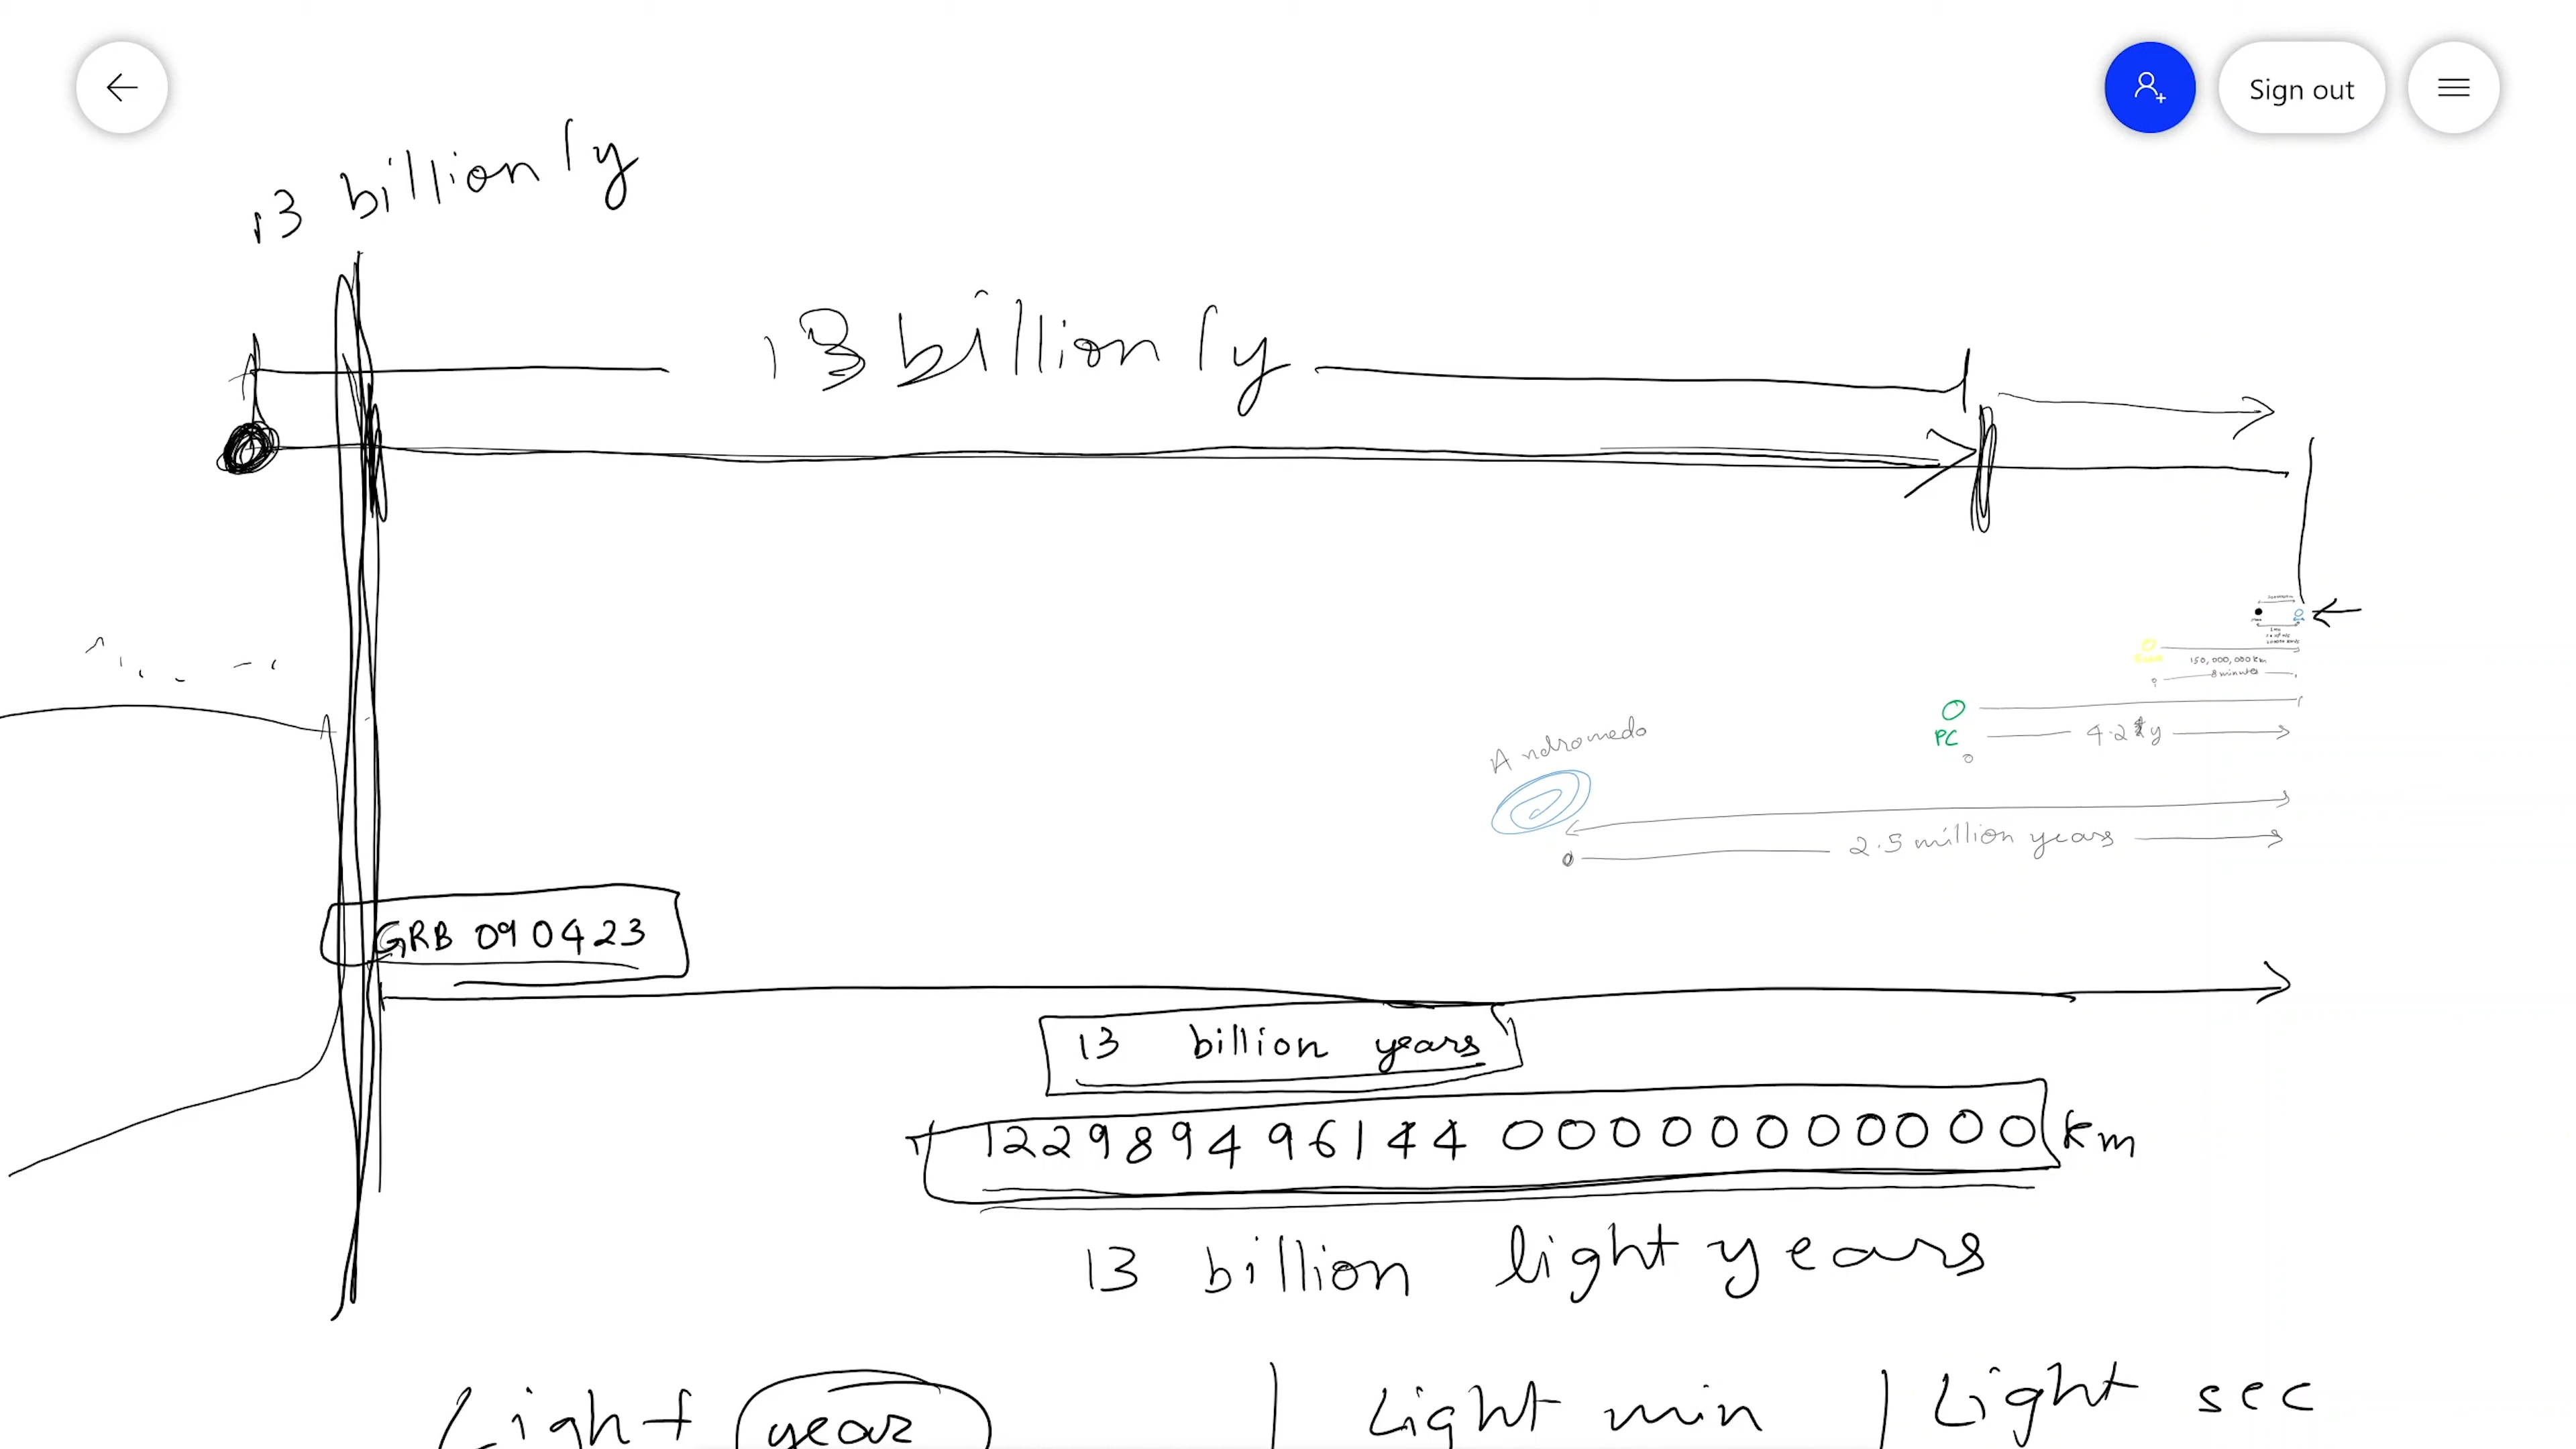 Sign out
13 billion ly
13 billion ly
150,000,000 km
8 minutes
PC
4.2 ly
Andromeda
2.5 million years
GRB 090423
13 billion years
122989496144 00000000000 km
13 billion light years
Light year | Light min | Light sec